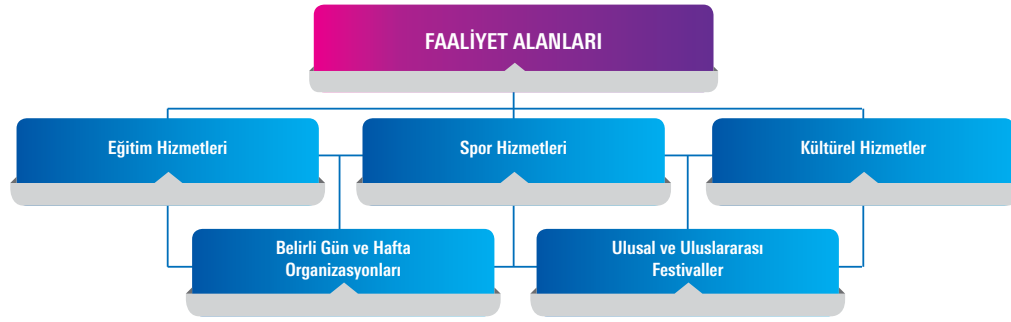 FAALİYET ALANLARI
Eğitim Hizmetleri
Spor Hizmetleri
Kültürel Hizmetler
Belirli Gün ve Hafta
Organizasyonları
Ulusal ve Uluslararası
Festivaller